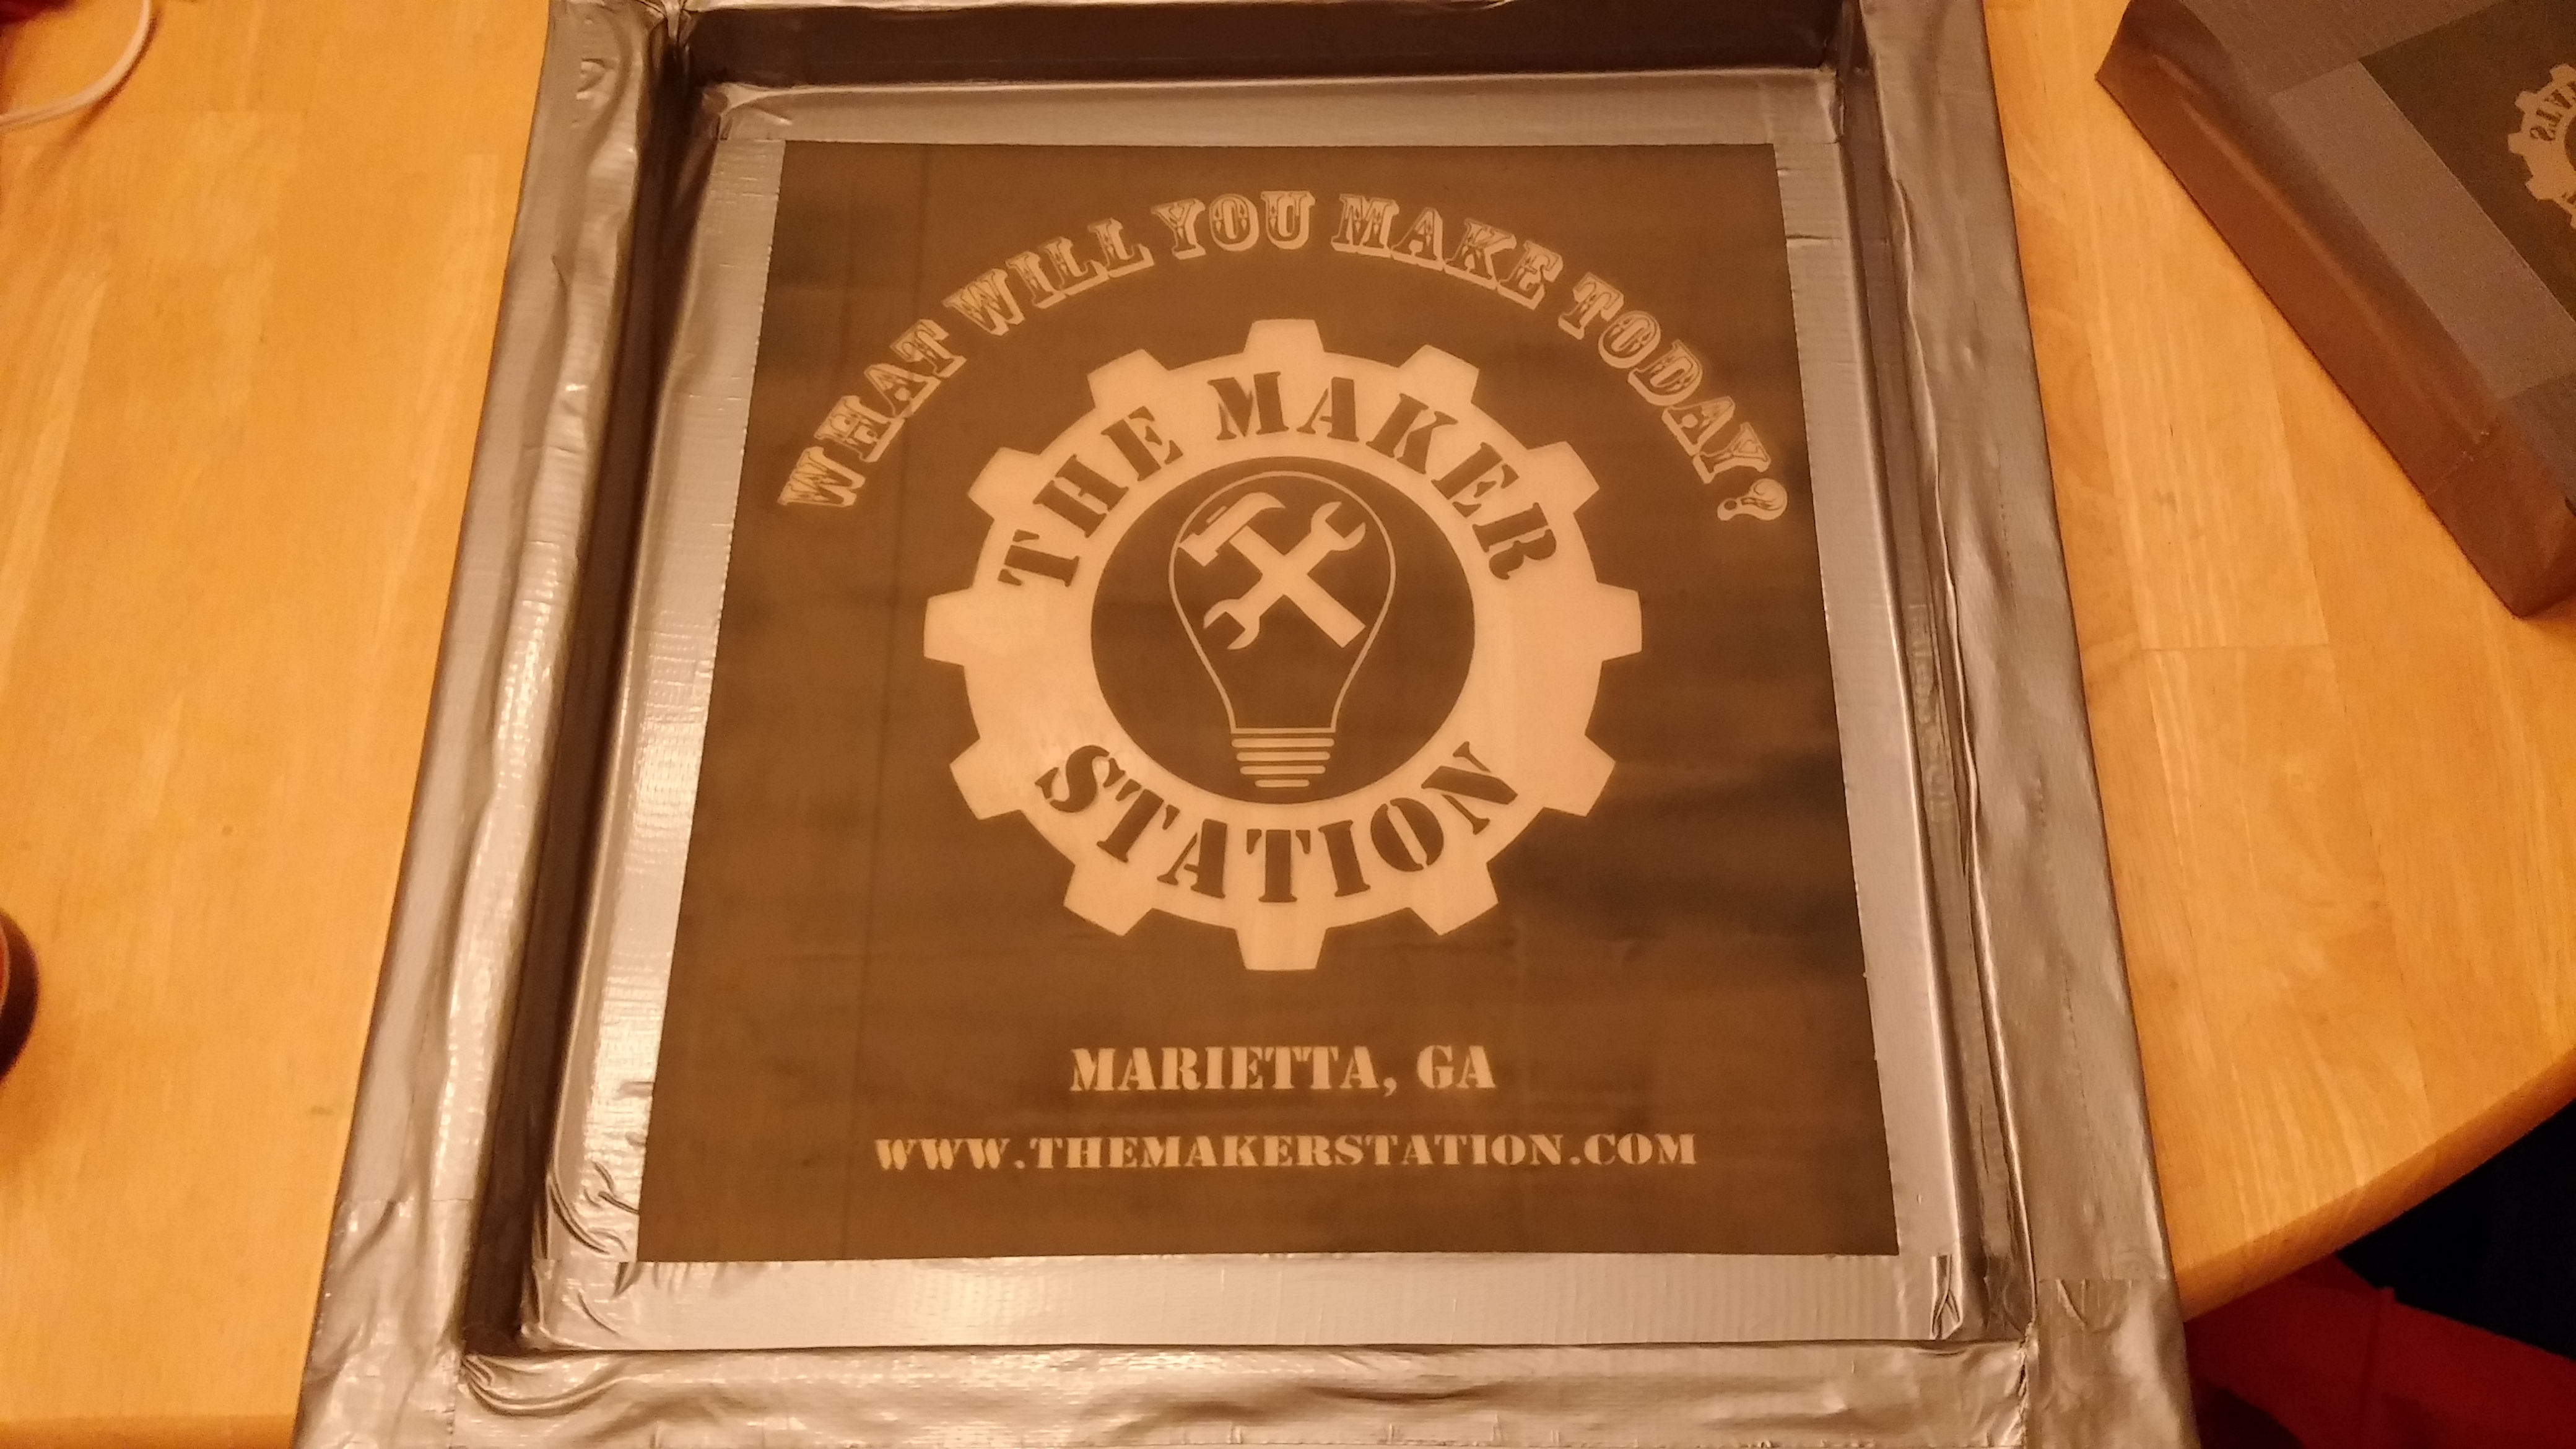 WHAT WILL YOU MAKE TODAY?
THE MAKER
STATION
MARIETTA, GA
WWW.THEMAKERSTATION.COM